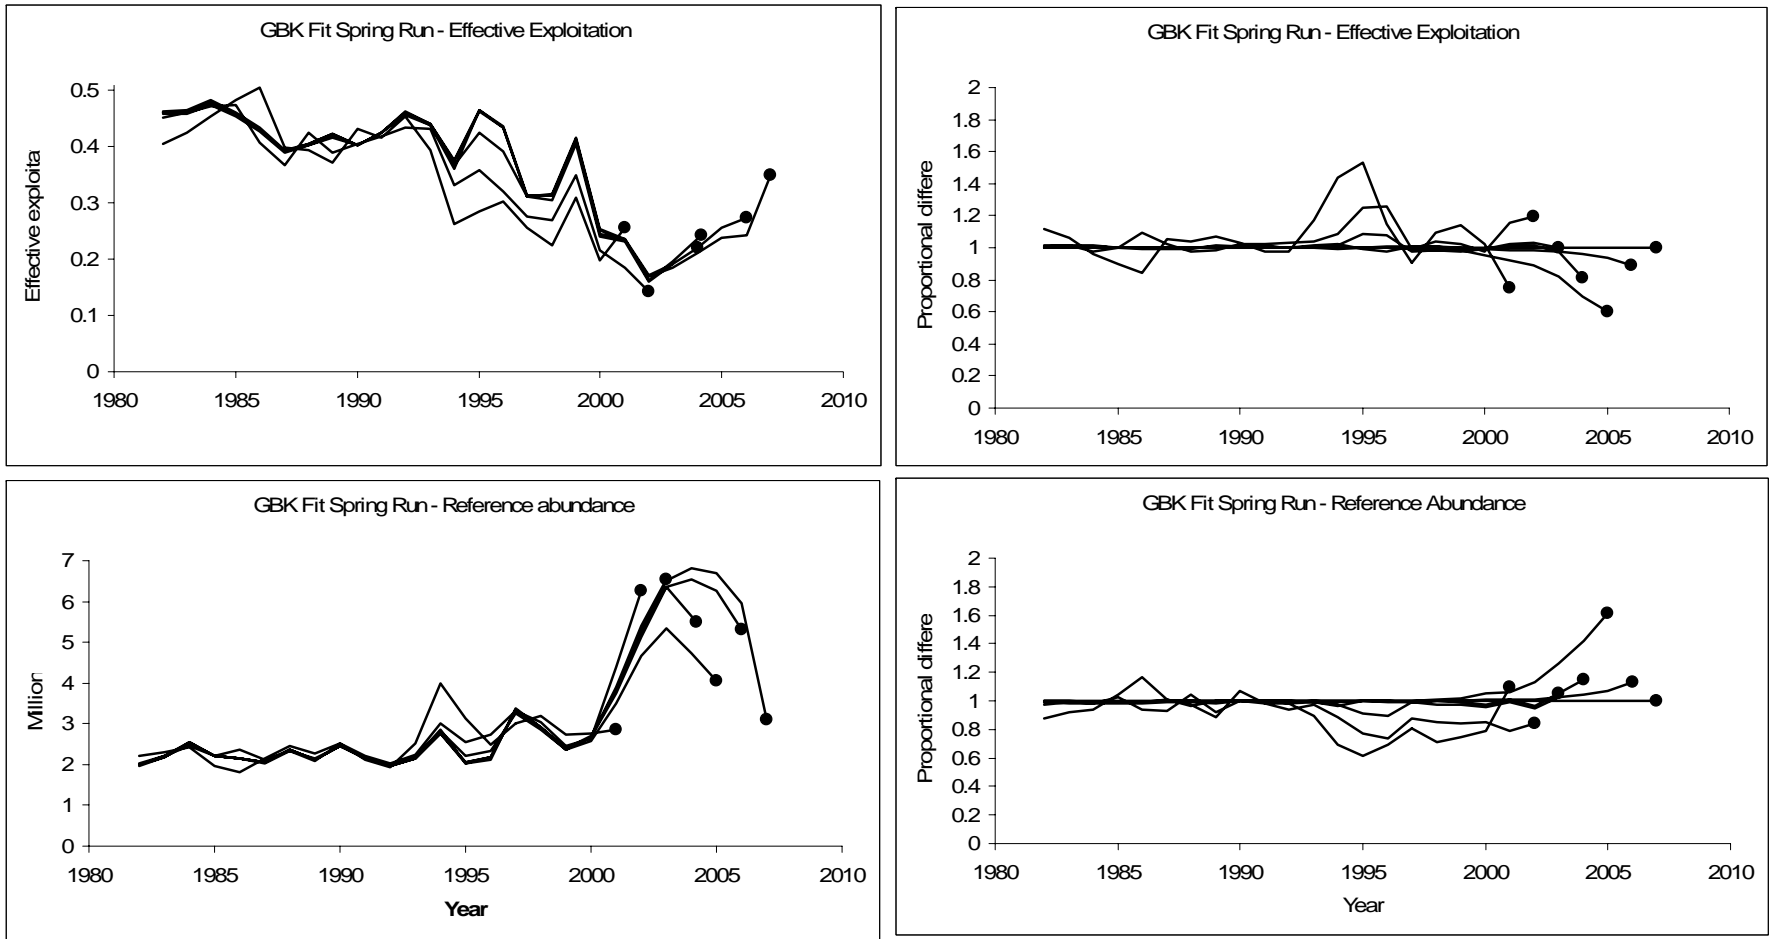 GBK Fit Spring Run - Effective Exploitation
Effective exploita
0.5
0.4
0.3
0.2
0.1
0
1980 1985 1990 1995 2000 2005 2010
GBK Fit Spring Run - Effective Exploitation
Proportional differe
2
1.8
1.6
1.4
1.2
1
0.8
0.6
0.4
0.2
0
1980 1985 1990 1995 2000 2005 2010
GBK Fit Spring Run - Reference abundance
Million
7
6
5
4
3
2
1
0
1980 1985 1990 1995 2000 2005 2010
Year
GBK Fit Spring Run - Reference Abundance
Proportional differe
2
1.8
1.6
1.4
1.2
1
0.8
0.6
0.4
0.2
0
1980 1985 1990 1995 2000 2005 2010
Year